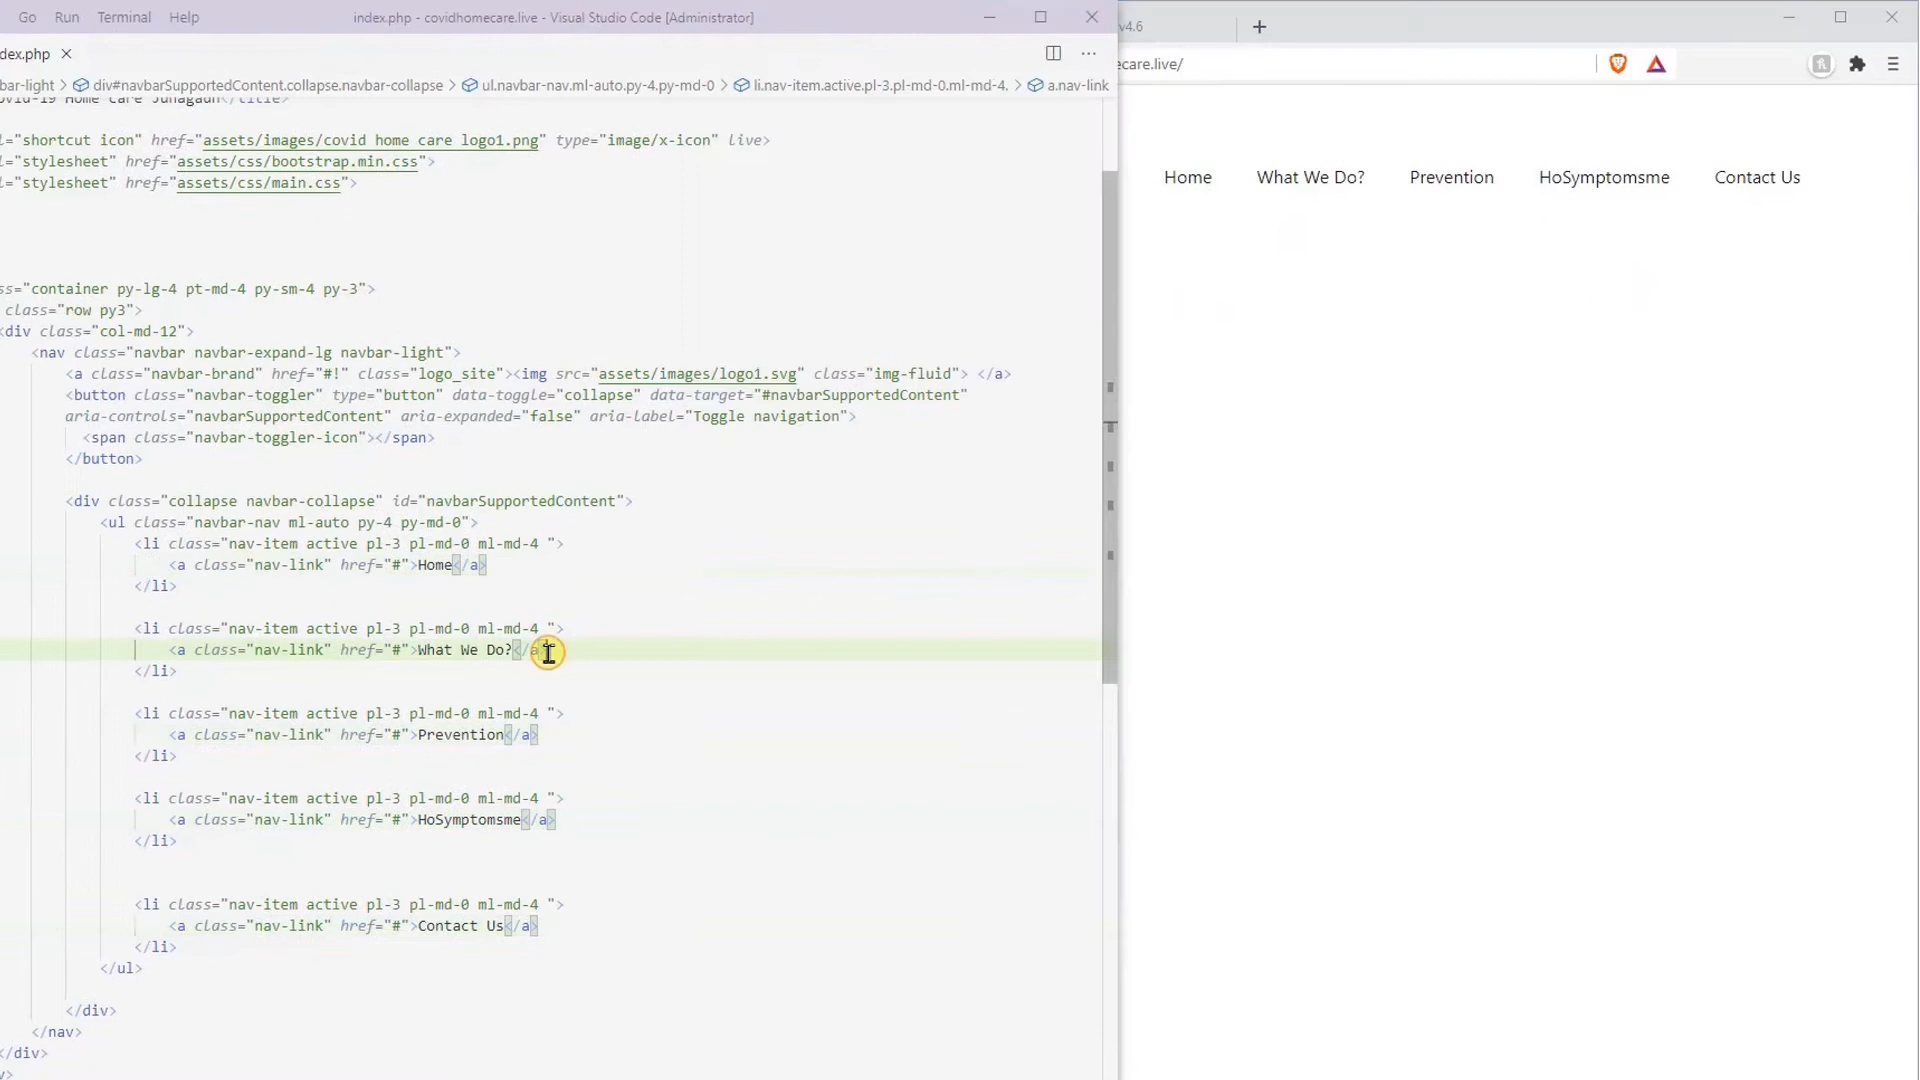 Go Run Terminal Help
index.php - covidhomecare.live - Visual Studio Code [Administrator]
dex.php
bar-light > div#navbarSupportedContent.collapse.navbar-collapse > ul.navbar-nav.ml-auto.py-4.py-md-0 > li.nav-item.active.pl-3.pl-md-0.ml-md-4. > a.nav-link
ovid-19 Home care Junagadh</title>
l="shortcut icon" href="assets/images/covid home care logo1.png" type="image/x-icon" live>
l="stylesheet" href="assets/css/bootstrap.min.css">
l="stylesheet" href="assets/css/main.css">
ss="container py-lg-4 pt-md-4 py-sm-4 py-3">
class="row py3">
<div class="col-md-12">
<nav class="navbar navbar-expand-lg navbar-light">
<a class="navbar-brand" href="#!" class="logo_site"><img src="assets/images/logo1.svg" class="img-fluid"> </a>
<button class="navbar-toggler" type="button" data-toggle="collapse" data-target="#navbarSupportedContent"
aria-controls="navbarSupportedContent" aria-expanded="false" aria-label="Toggle navigation">
<span class="navbar-toggler-icon"></span>
</button>
<div class="collapse navbar-collapse" id="navbarSupportedContent">
<ul class="navbar-nav ml-auto py-4 py-md-0">
<li class="nav-item active pl-3 pl-md-0 ml-md-4 ">
<a class="nav-link" href="#">Home</a>
</li>
<li class="nav-item active pl-3 pl-md-0 ml-md-4 ">
<a class="nav-link" href="#">What We Do?</a>
</li>
<li class="nav-item active pl-3 pl-md-0 ml-md-4 ">
<a class="nav-link" href="#">Prevention</a>
</li>
<li class="nav-item active pl-3 pl-md-0 ml-md-4 ">
<a class="nav-link" href="#">HoSymptomsme</a>
</li>
<li class="nav-item active pl-3 pl-md-0 ml-md-4 ">
<a class="nav-link" href="#">Contact Us</a>
</li>
</ul>
</div>
</nav>
</div>
v>
v4.6
ecare.live/
Home What We Do? Prevention HoSymptomsme Contact Us